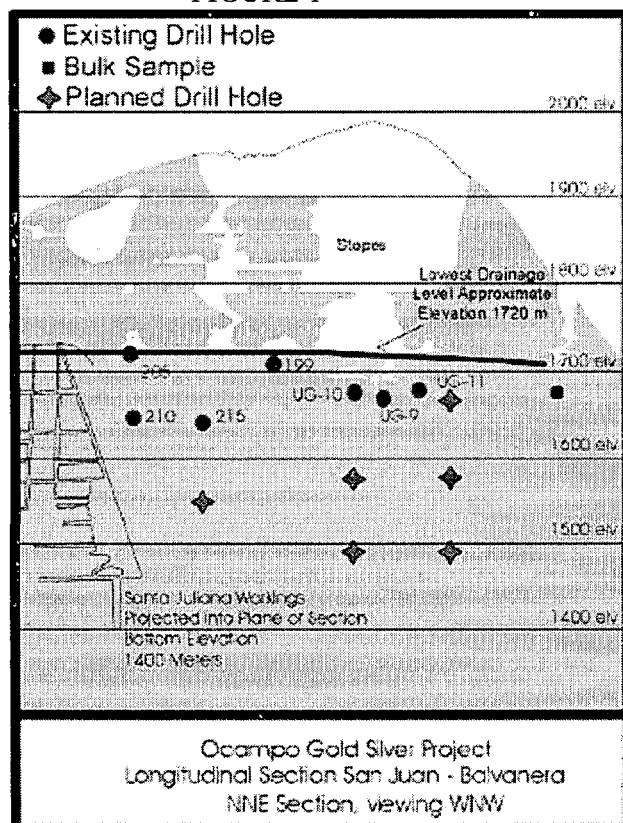 FIGURE 1
Existing Drill Hole
Bulk Sample
Planned Drill Hole
2000 elv
1900 elv
Stopes
1800 elv
Lowest Drainage
Level Approximate
Elevation 1720 m
1700 elv
205
199
UG-10
UG-11
UG-9
210
215
1600 elv
1500 elv
Santa Juliana Workings
Projected into Plane of Section
Bottom Elevation
1400 Meters
1400 elv
Ocampo Gold Silver Project
Longitudinal Section San Juan - Balvanera
NNE Section, viewing WNW